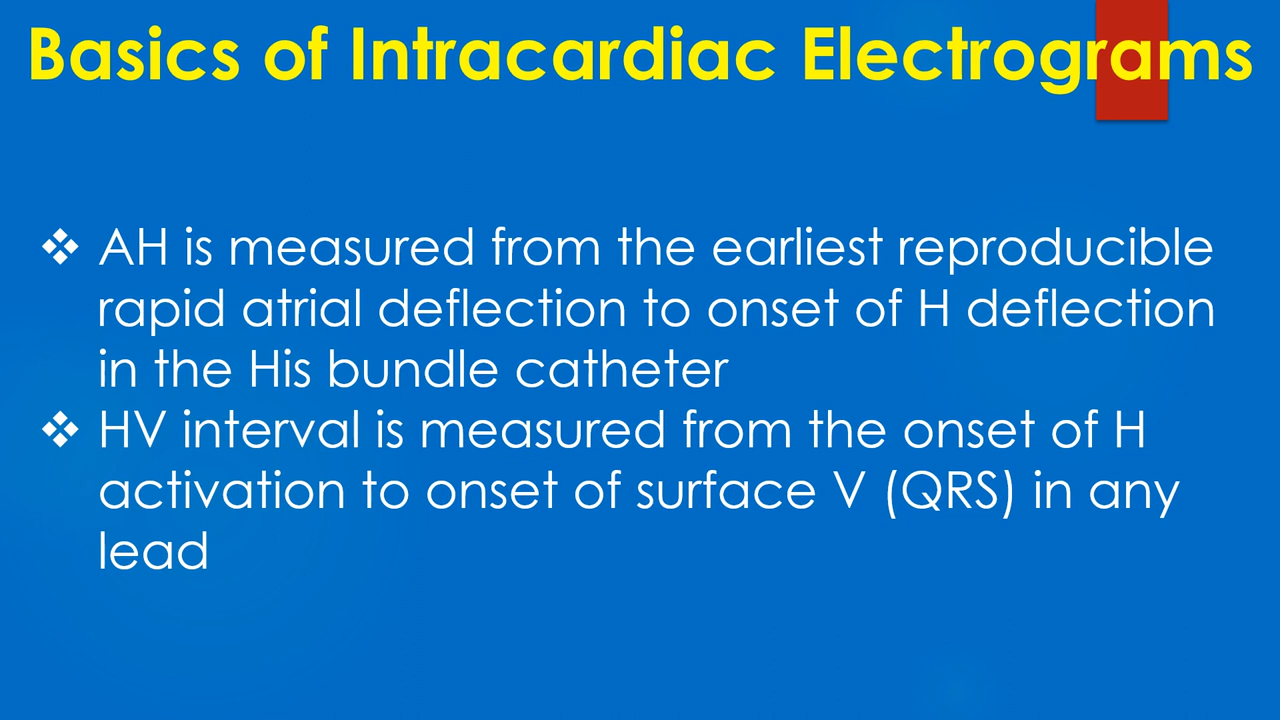 Basics of Intracardiac Electrograms
❖ AH is measured from the earliest reproducible
rapid atrial deflection to onset of H deflection
in the His bundle catheter
❖ HV interval is measured from the onset of H
activation to onset of surface V (QRS) in any
lead